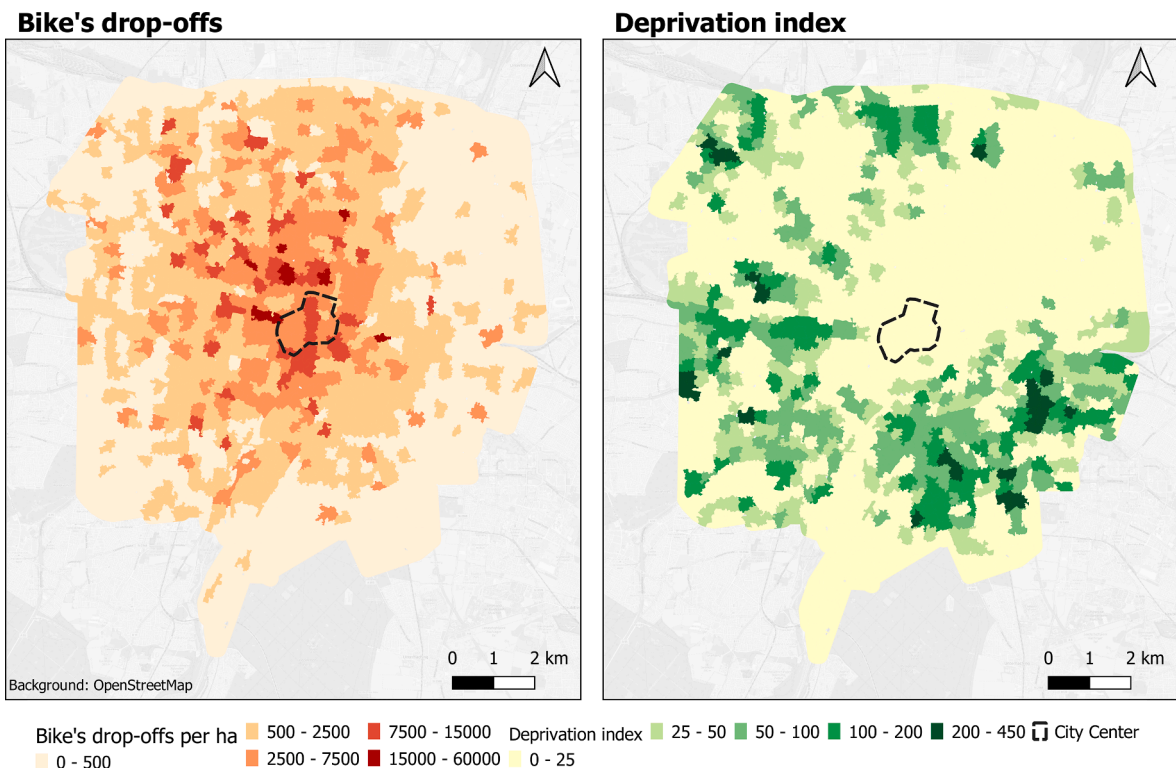 Bike's drop-offs
Deprivation index
0 1 2 km
Background: OpenStreetMap
0 1 2 km
Bike's drop-offs per ha
0 - 500
500 - 2500
2500 - 7500
7500 - 15000
15000 - 60000
Deprivation index
0 - 25
25 - 50
50 - 100
100 - 200
200 - 450
City Center